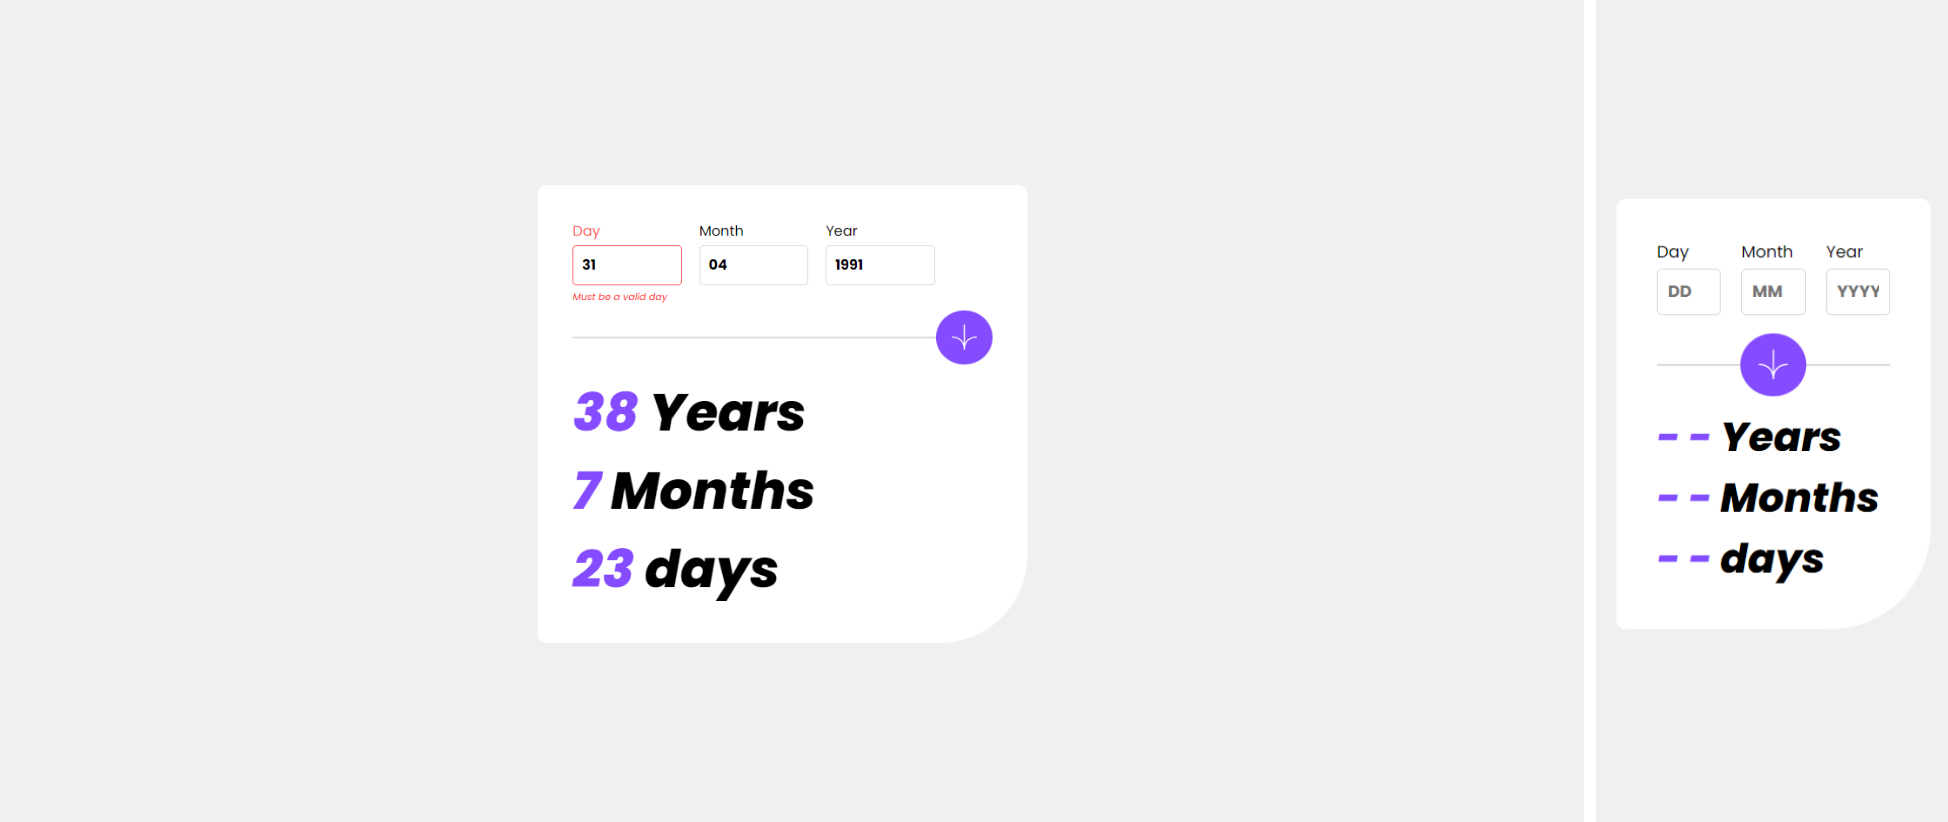 Day Month Year
31 04 1991
Must be a valid day
38 Years
7 Months
23 days
Day Month Year
DD MM YYYY
- - Years
- - Months
- - days